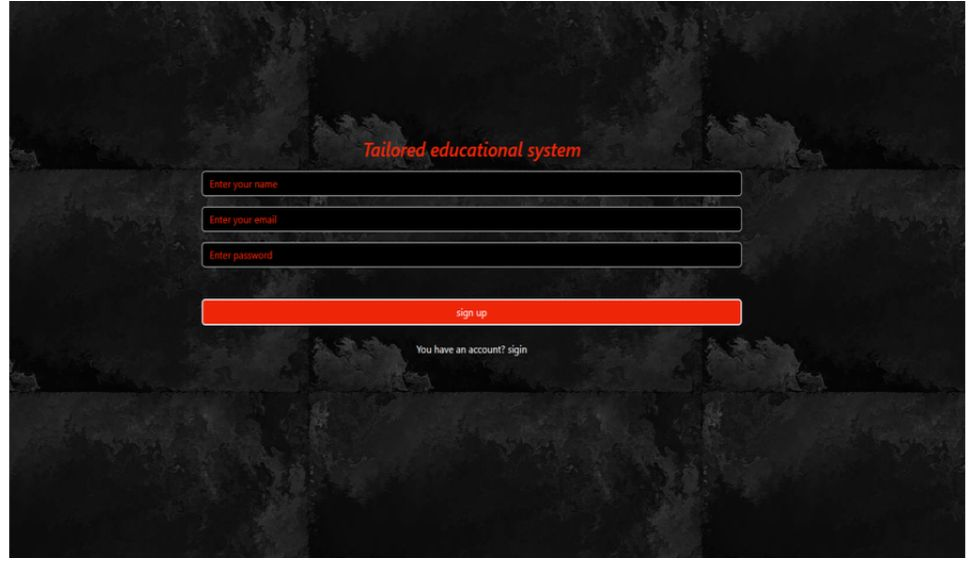 Tailored educational system
Enter your name
Enter your email
Enter password
sign up
You have an account? sigin